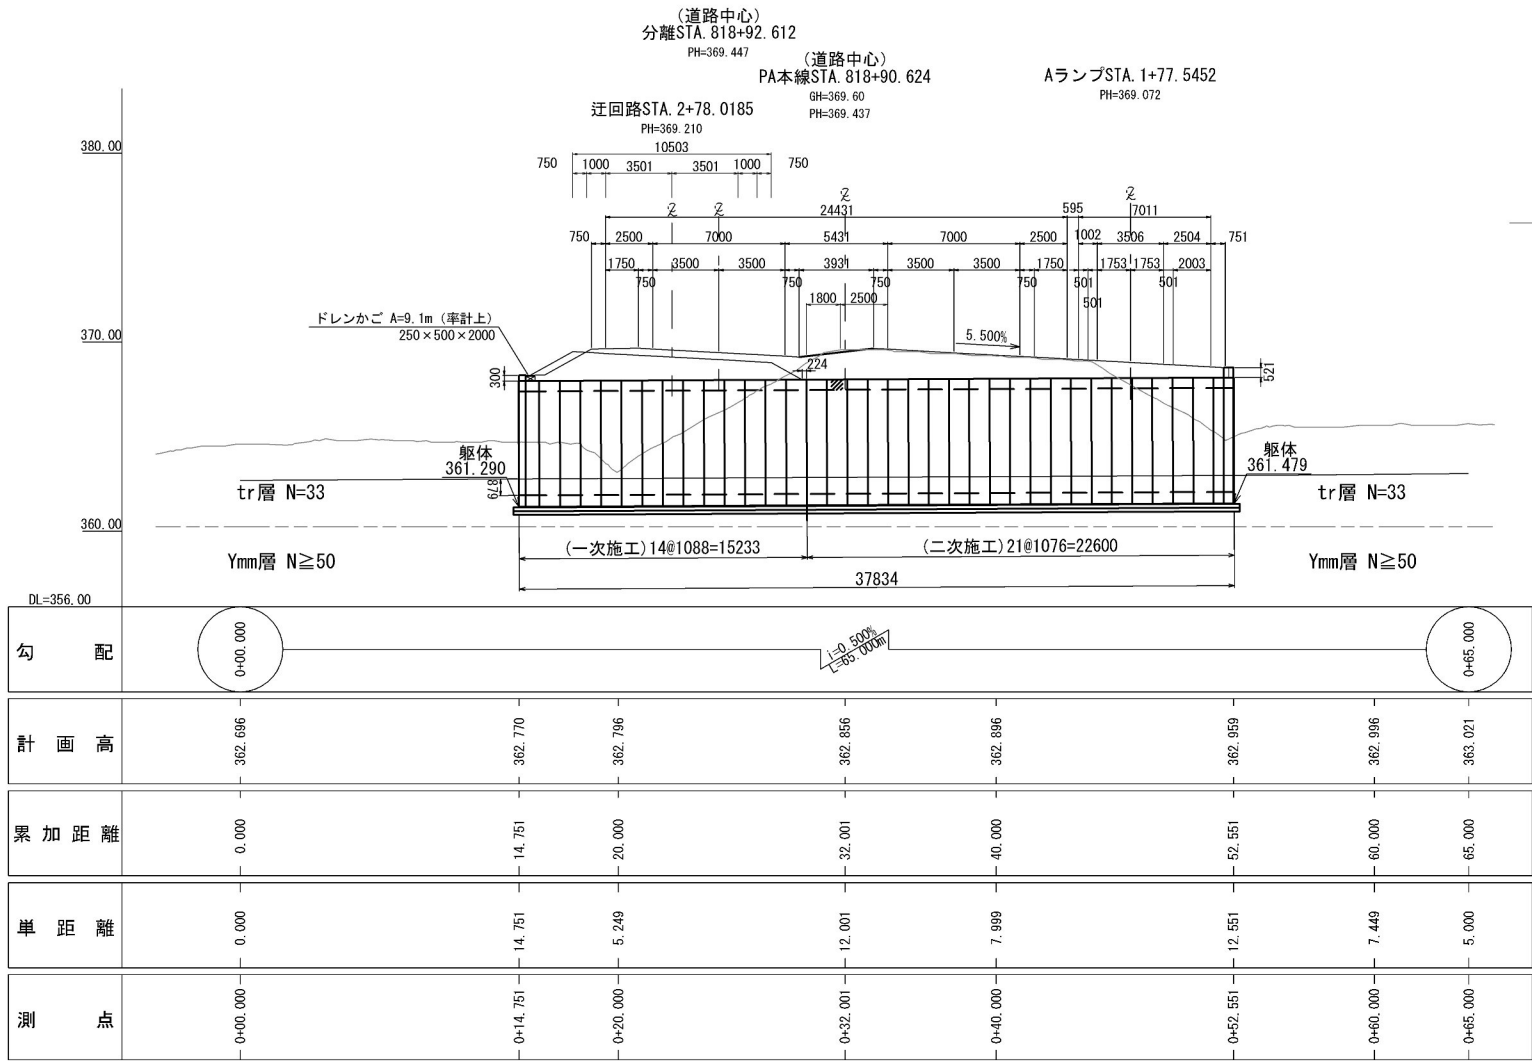 (道路中心)
分離STA. 818+92. 612
PH=369. 447
(道路中心)
PA本線STA. 818+90. 624
GH=369. 60
PH=369. 437
AランプSTA. 1+77. 5452
PH=369. 072
迂回路STA. 2+78. 0185
PH=369. 210
10503
750 1000 3501 3501 1000 750
380. 00
24431 595 7011
750 2500 7000 5431 7000 2500 1002 3506 2504 751
1750 750 3500 3500 750 3931 750 3500 3500 750 1750 501 501 1753 1753 501 2003
1800 2500
ドレンかご A=9. 1m (率計上)
250×500×2000
370. 00
5. 500%
300
224
521
躯体
361. 290
879
躯体
361. 479
tr層 N=33
tr層 N=33
360. 00
(一次施工)14@1088=15233
(二次施工)21@1076=22600
Ymm層 N≧50
Ymm層 N≧50
37834
DL=356. 00
勾配
0+00. 000
i=0. 500%
L=65. 000m
0+65. 000
計画高
362. 696 362. 770 362. 796 362. 856 362. 896 362. 959 362. 996 363. 021
累加距離
0. 000 14. 751 20. 000 32. 001 40. 000 52. 551 60. 000 65. 000
単距離
0. 000 14. 751 5. 249 12. 001 7. 999 12. 551 7. 449 5. 000
測点
0+00. 000 0+14. 751 0+20. 000 0+32. 001 0+40. 000 0+52. 551 0+60. 000 0+65. 000